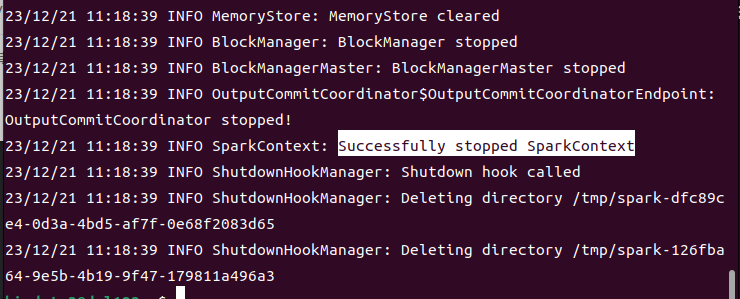 23/12/21 11:18:39 INFO MemoryStore: MemoryStore cleared
23/12/21 11:18:39 INFO BlockManager: BlockManager stopped
23/12/21 11:18:39 INFO BlockManagerMaster: BlockManagerMaster stopped
23/12/21 11:18:39 INFO OutputCommitCoordinator$OutputCommitCoordinatorEndpoint:
OutputCommitCoordinator stopped!
23/12/21 11:18:39 INFO SparkContext: Successfully stopped SparkContext
23/12/21 11:18:39 INFO ShutdownHookManager: Shutdown hook called
23/12/21 11:18:39 INFO ShutdownHookManager: Deleting directory /tmp/spark-dfc89c
e4-0d3a-4bd5-af7f-0e68f2083d65
23/12/21 11:18:39 INFO ShutdownHookManager: Deleting directory /tmp/spark-126fba
64-9e5b-4b19-9f47-179811a496a3